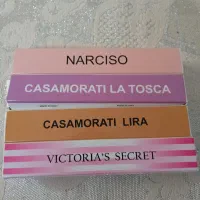 NARCISO
CASAMORATI LA TOSCA
CASAMORATI LIRA
VICTORIA'S SECRET